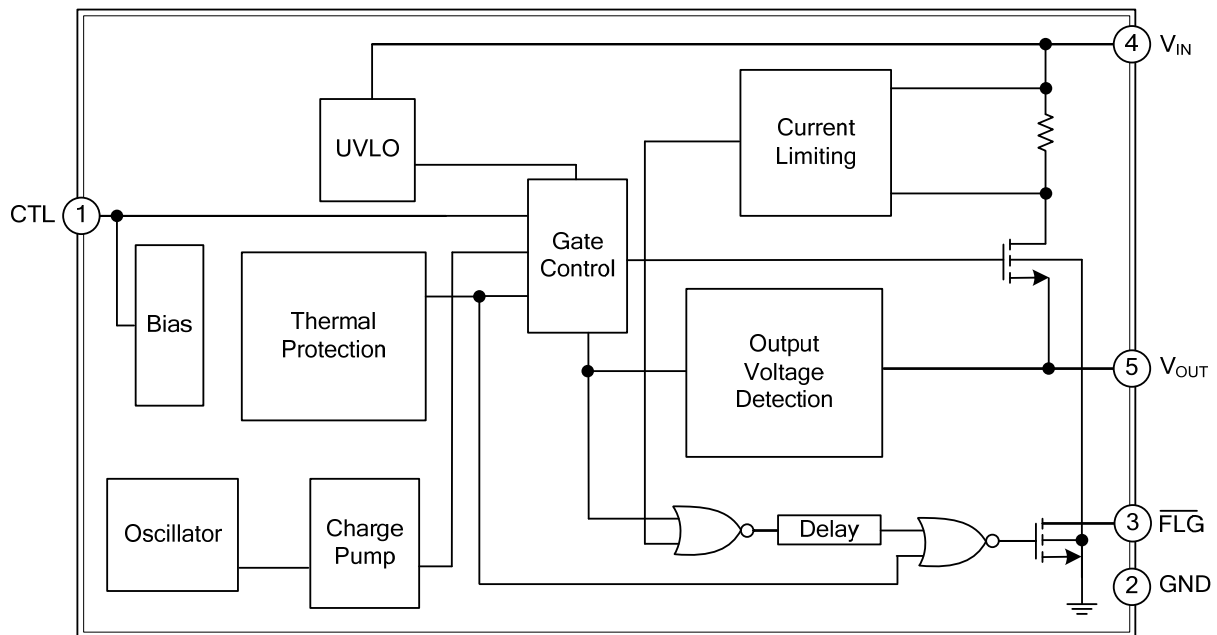 4 VIN
UVLO
Current
Limiting
CTL 1
Gate
Control
Bias
Thermal
Protection
Output
Voltage
Detection
5 VOUT
Oscillator
Charge
Pump
Delay
3 FLG
2 GND